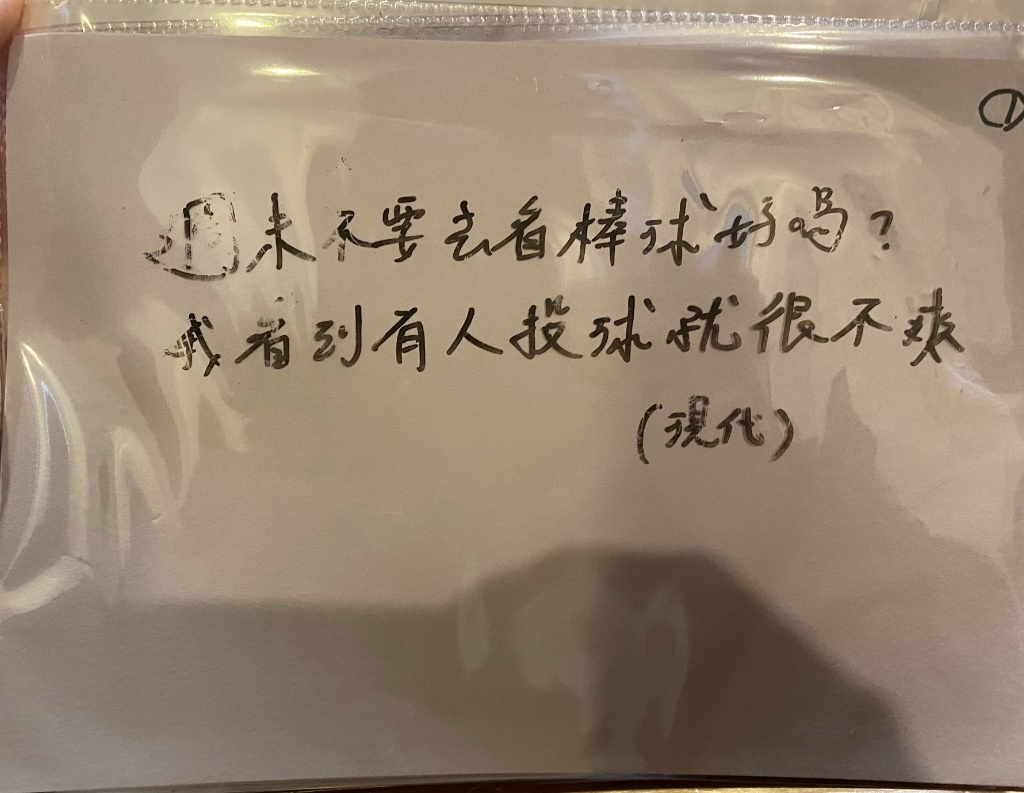 ①
週末不要去看棒球好嗎？
我看到有人投球就很不爽
(現代)